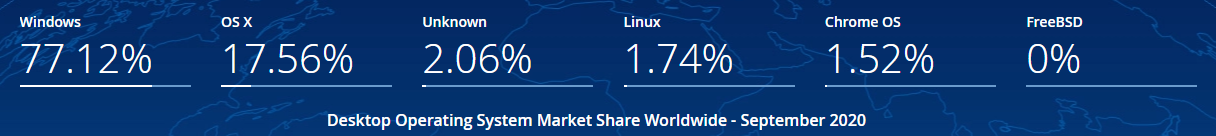 Windows OS X Unknown Linux Chrome OS FreeBSD
77.12% 17.56% 2.06% 1.74% 1.52% 0%
Desktop Operating System Market Share Worldwide - September 2020